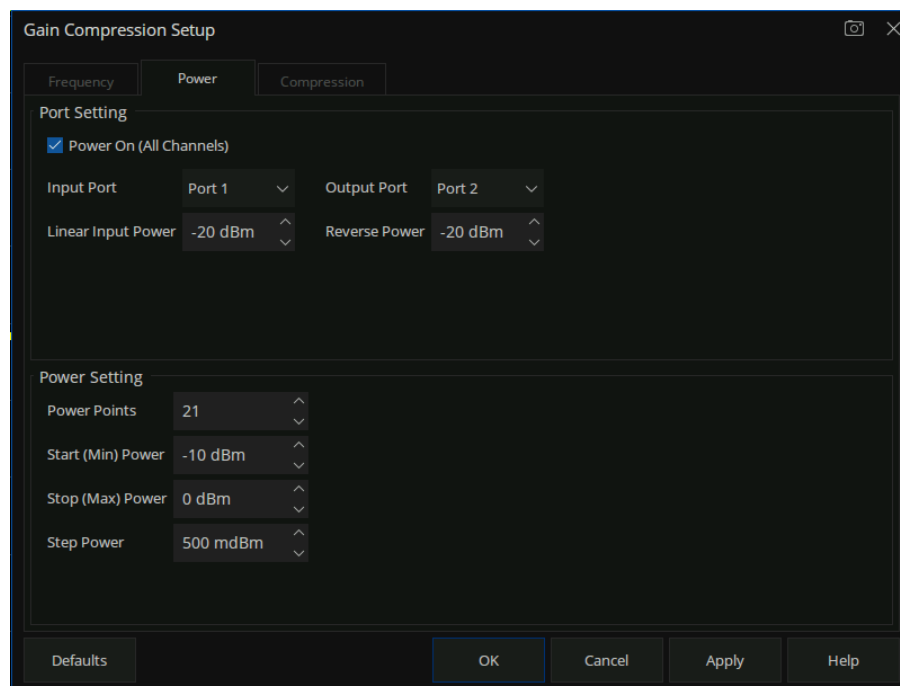 Gain Compression Setup
Frequency Power Compression
Port Setting
Power On (All Channels)
Input Port Port 1 Output Port Port 2
Linear Input Power -20 dBm Reverse Power -20 dBm
Power Setting
Power Points 21
Start (Min) Power -10 dBm
Stop (Max) Power 0 dBm
Step Power 500 mdBm
Defaults OK Cancel Apply Help